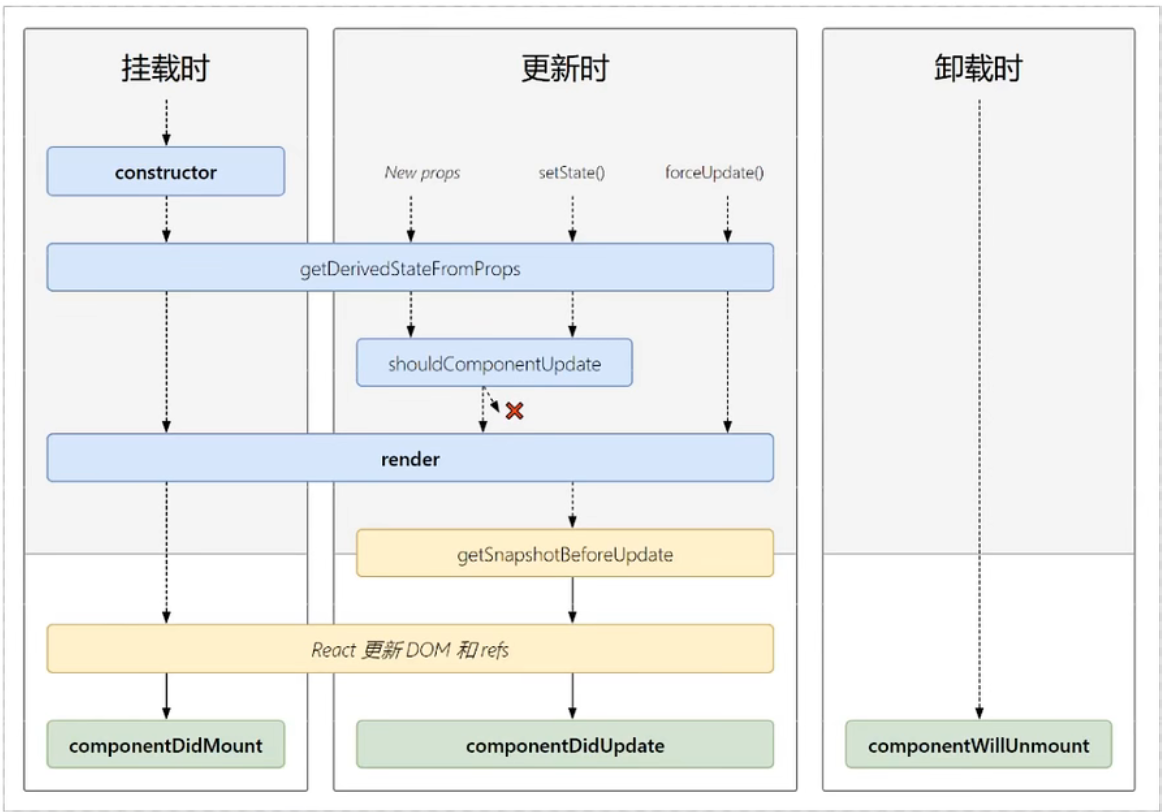 挂载时
更新时
卸载时
constructor
New props
setState()
forceUpdate()
getDerivedStateFromProps
shouldComponentUpdate
render
getSnapshotBeforeUpdate
React 更新 DOM 和 refs
componentDidMount
componentDidUpdate
componentWillUnmount